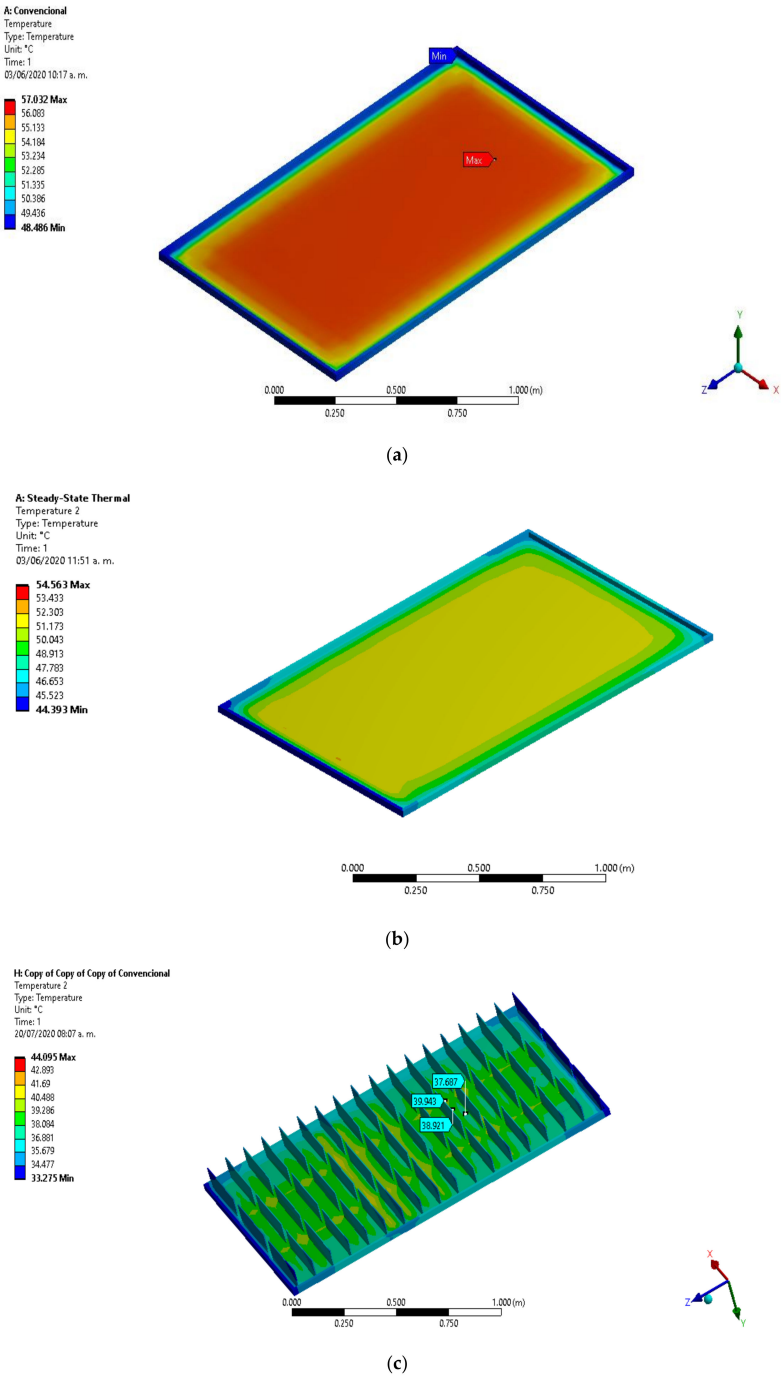 A: Convencional
Temperature
Type: Temperature
Unit: °C
Time: 1
03/06/2020 10:17 a. m.
57.032 Max
56.083
55.133
54.184
53.234
52.285
51.335
50.386
49.436
48.486 Min
Min
Max
0.000 0.500 1.000 (m)
0.250 0.750
Y
Z X
(a)
A: Steady-State Thermal
Temperature 2
Type: Temperature
Unit: °C
Time: 1
03/06/2020 11:51 a. m.
54.563 Max
53.433
52.303
51.173
50.043
48.913
47.783
46.653
45.523
44.393 Min
0.000 0.500 1.000 (m)
0.250 0.750
(b)
H: Copy of Copy of Copy of Convencional
Temperature 2
Type: Temperature
Unit: °C
Time: 1
20/07/2020 08:07 a. m.
44.095 Max
42.893
41.69
40.488
39.286
38.084
36.881
35.679
34.477
33.275 Min
37.687
39.943
38.921
0.000 0.500 1.000 (m)
0.250 0.750
X
Z
Y
(c)